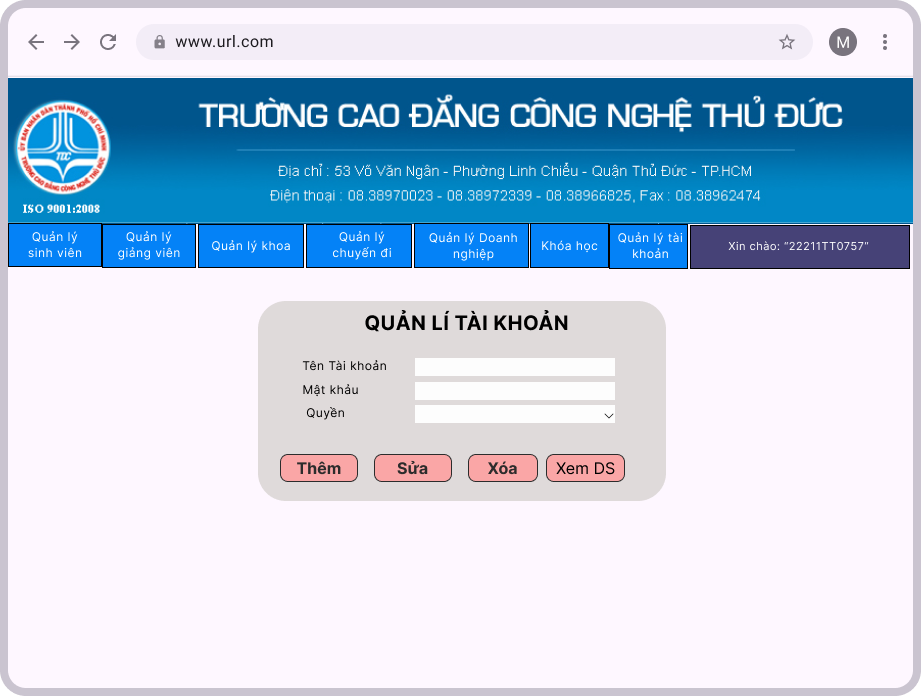 www.url.com
M
TRƯỜNG CAO ĐẲNG CÔNG NGHỆ THỦ ĐỨC
Địa chỉ : 53 Võ Văn Ngân - Phường Linh Chiểu - Quận Thủ Đức - TP.HCM
Điện thoại : 08.38970023 - 08.38972339 - 08.38966825, Fax : 08.38962474
ỦY BAN NHÂN DÂN THÀNH PHỐ HỒ CHÍ MINH
TDC
TRƯỜNG CAO ĐẲNG CÔNG NGHỆ THỦ ĐỨC
ISO 9001:2008
Quản lý
sinh viên
Quản lý
giảng viên
Quản lý khoa
Quản lý
chuyến đi
Quản lý Doanh
nghiệp
Khóa học
Quản lý tài
khoản
Xin chào: "22211TT0757"
QUẢN LÍ TÀI KHOẢN
Tên Tài khoản
Mật khảu
Quyền
Thêm
Sửa
Xóa
Xem DS